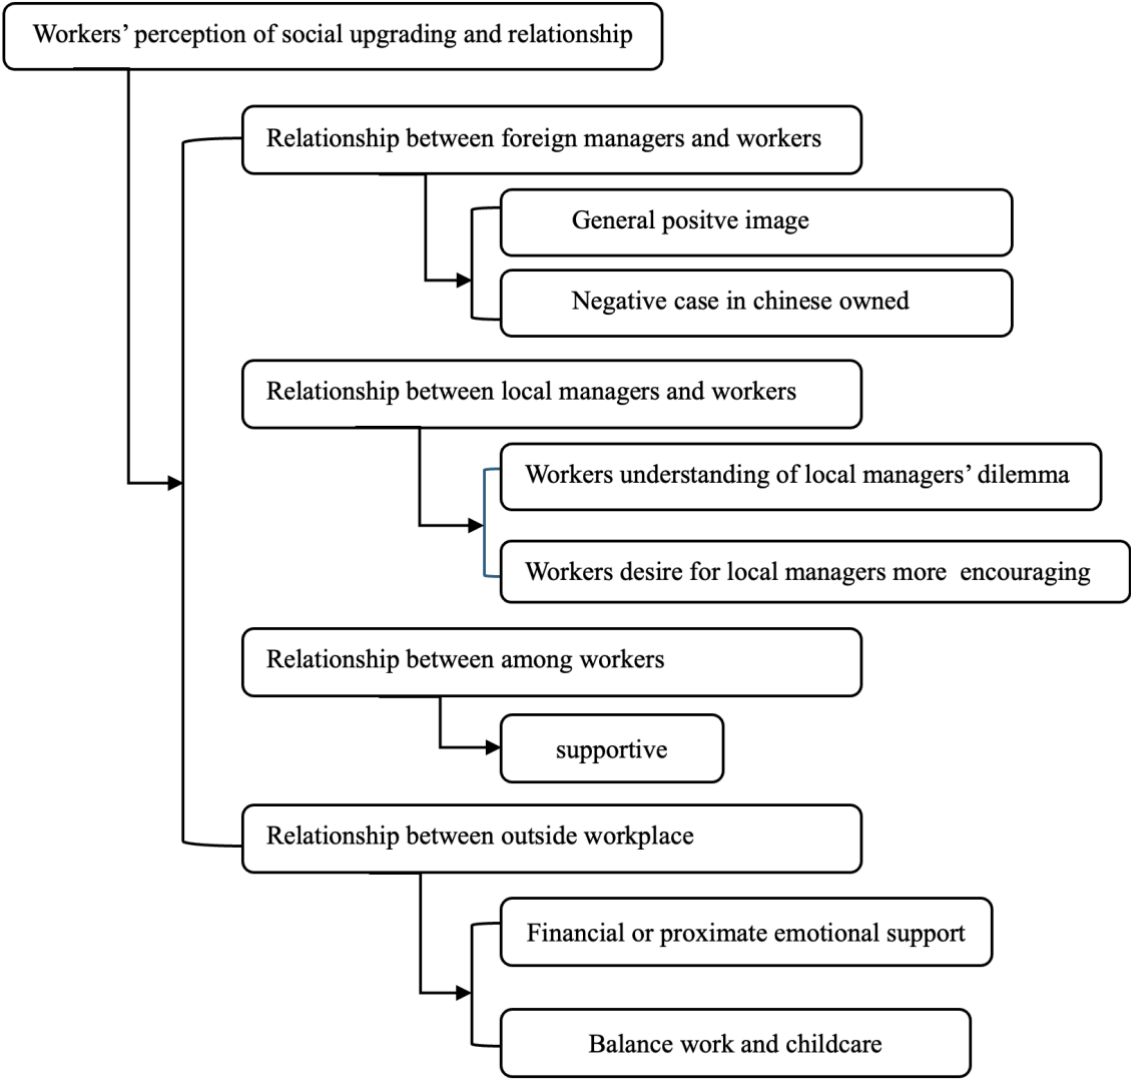 Workers’ perception of social upgrading and relationship
Relationship between foreign managers and workers
General positve image
Negative case in chinese owned
Relationship between local managers and workers
Workers understanding of local managers’ dilemma
Workers desire for local managers more encouraging
Relationship between among workers
supportive
Relationship between outside workplace
Financial or proximate emotional support
Balance work and childcare